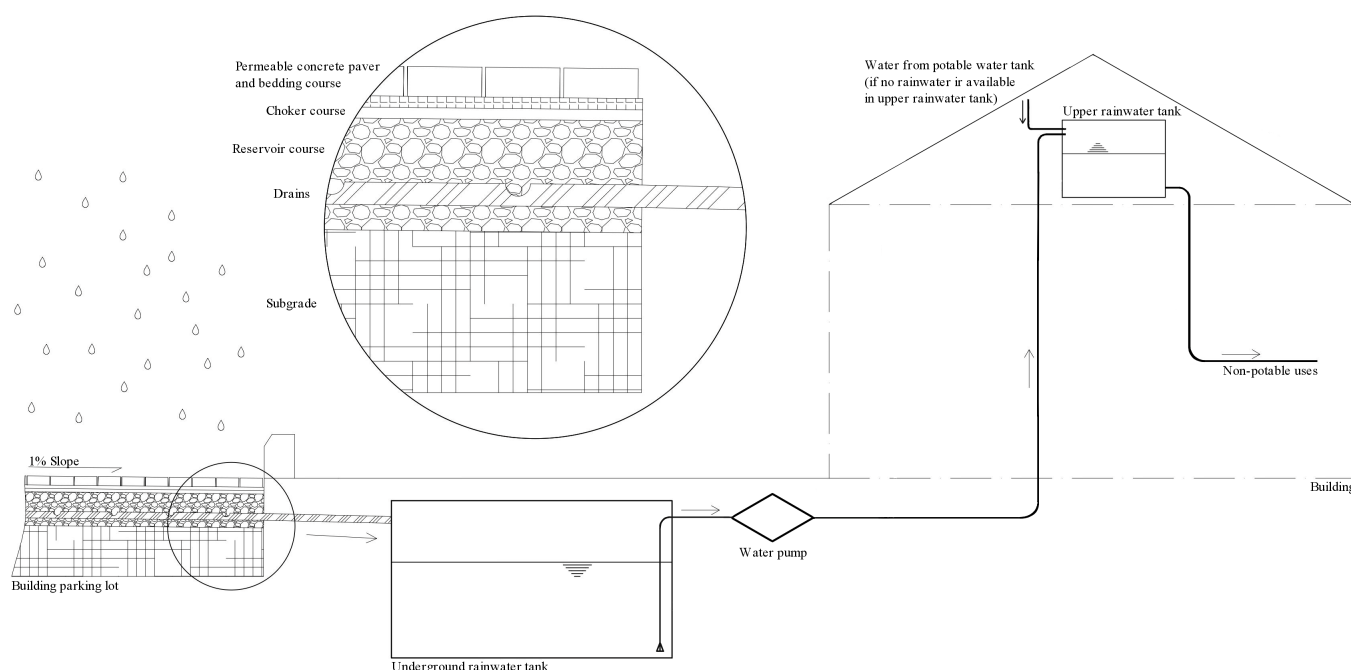 Permeable concrete paver
and bedding course
Choker course
Reservoir course
Drains
Subgrade
Water from potable water tank
(if no rainwater ir available
in upper rainwater tank)
Upper rainwater tank
Non-potable uses
1% Slope
Building
Water pump
Building parking lot
Underground rainwater tank